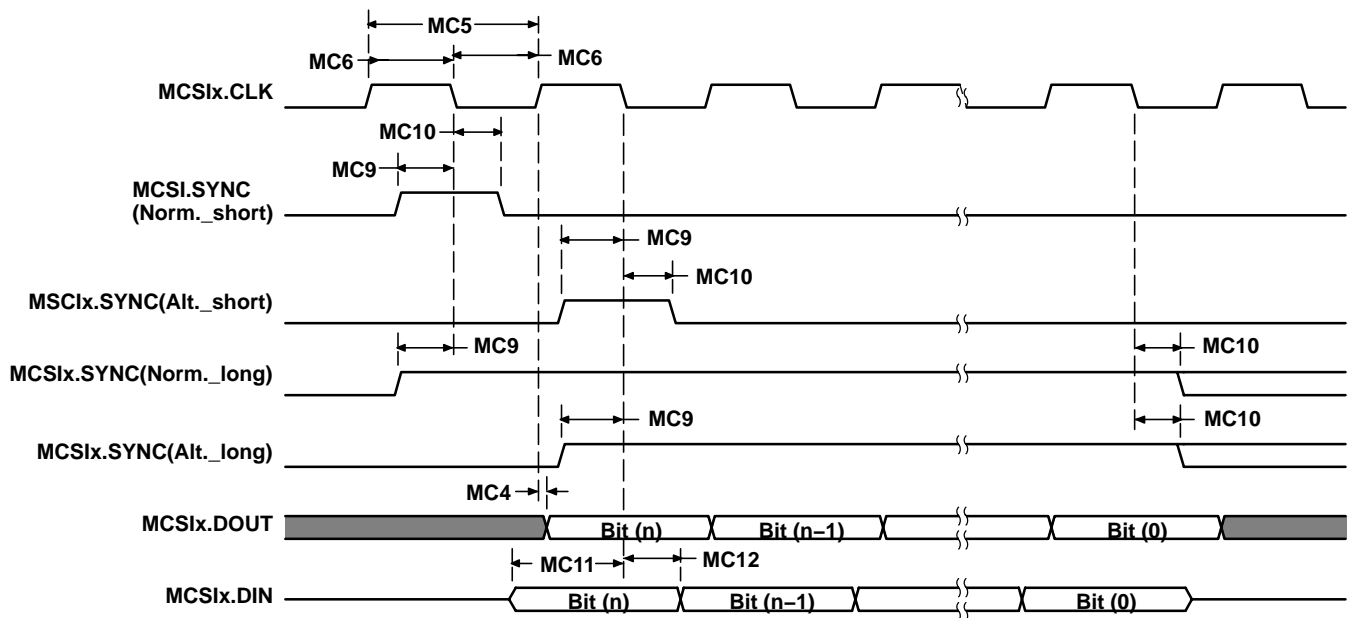 MC5
MC6
MC6
MCSIx.CLK
MC10
MC9
MCSI.SYNC
(Norm._short)
MC9
MC10
MSCIx.SYNC(Alt._short)
MC9
MC10
MCSIx.SYNC(Norm._long)
MC9
MC10
MCSIx.SYNC(Alt._long)
MC4
MCSIx.DOUT
Bit (n)
Bit (n−1)
Bit (0)
MC11
MC12
MCSIx.DIN
Bit (n)
Bit (n−1)
Bit (0)